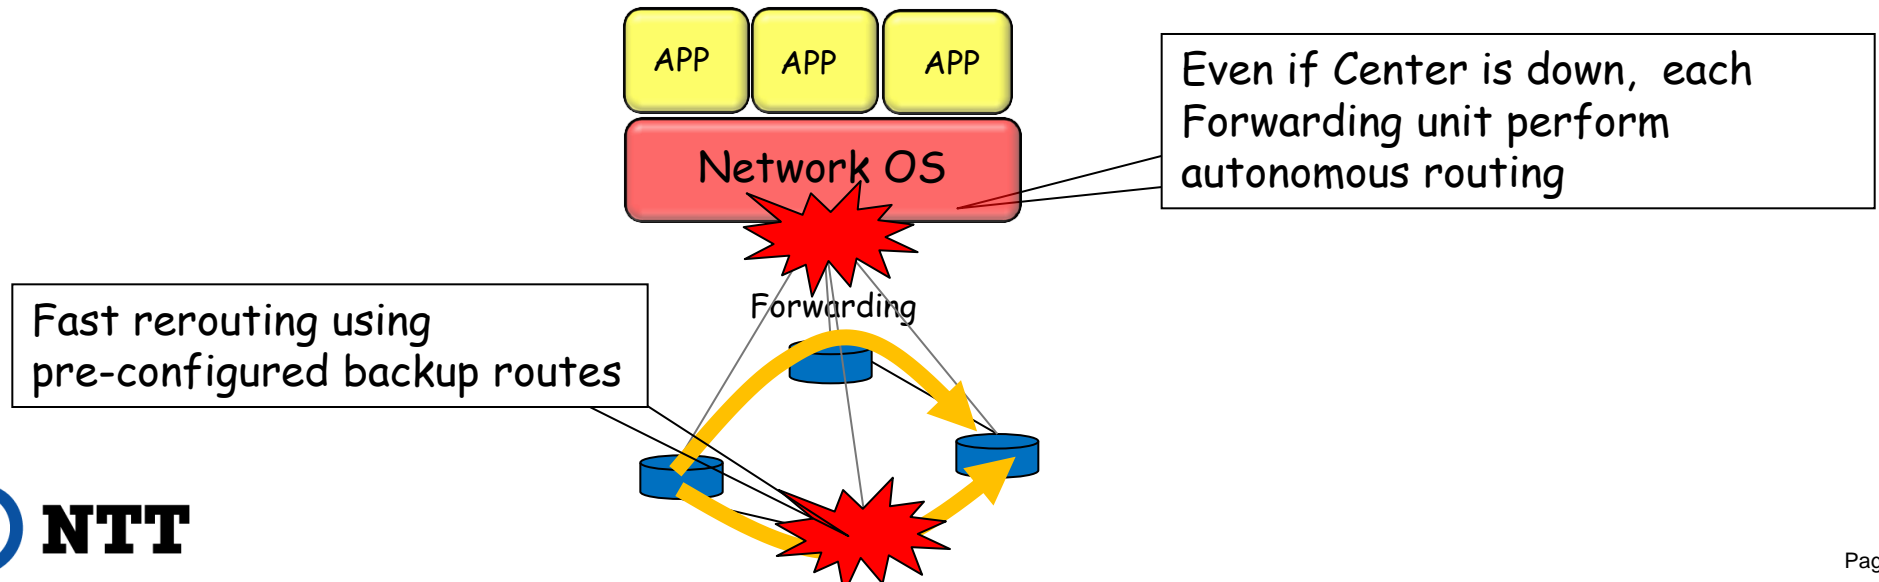 APP APP APP
Network OS
Even if Center is down, each
Forwarding unit perform
autonomous routing
Forwarding
Fast rerouting using
pre-configured backup routes
NTT